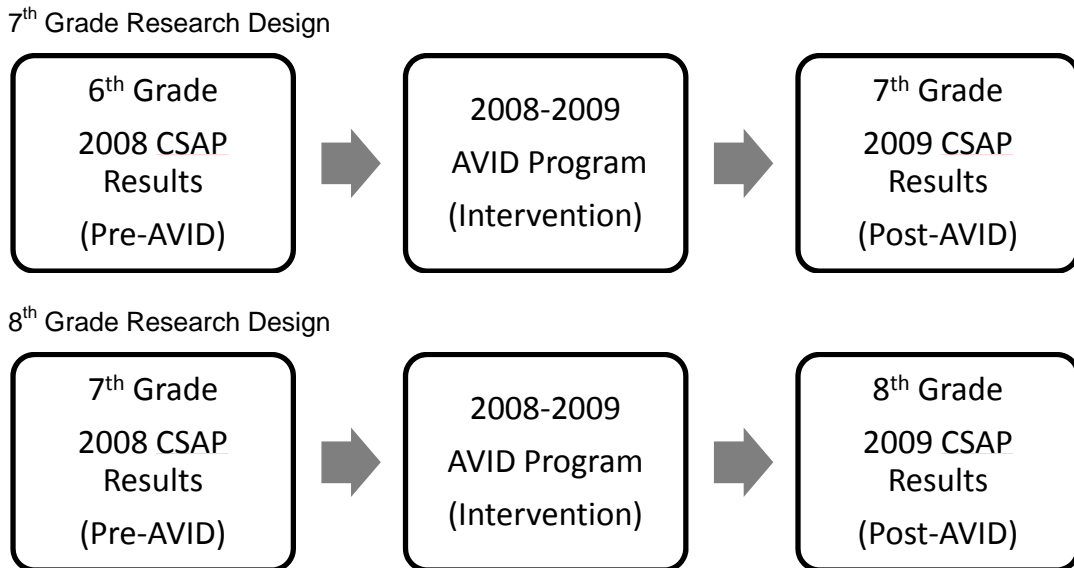 7th Grade Research Design
6th Grade
2008 CSAP
Results
(Pre-AVID)
2008-2009
AVID Program
(Intervention)
7th Grade
2009 CSAP
Results
(Post-AVID)
8th Grade Research Design
7th Grade
2008 CSAP
Results
(Pre-AVID)
2008-2009
AVID Program
(Intervention)
8th Grade
2009 CSAP
Results
(Post-AVID)